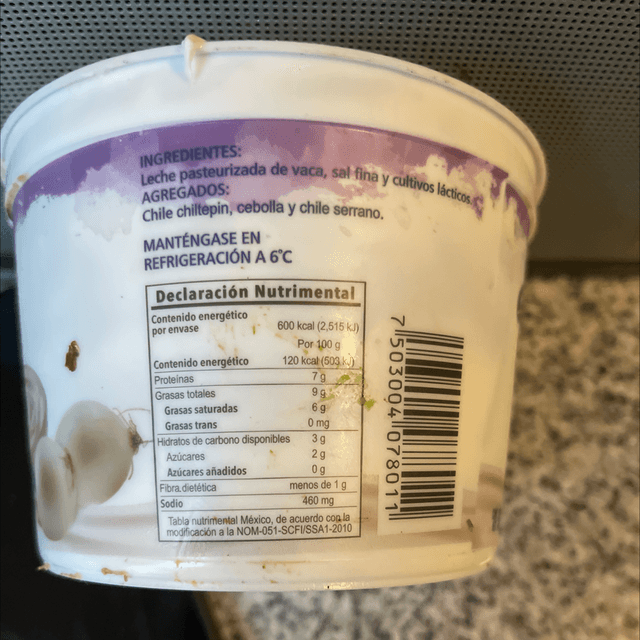 INGREDIENTES:
Leche pasteurizada de vaca, sal fina y cultivos lácticos.
AGREGADOS:
Chile chiltepin, cebolla y chile serrano.
MANTÉNGASE EN
REFRIGERACIÓN A 6°C
Declaración Nutrimental
Contenido energético
por envase 600 kcal (2,515 kJ)
Por 100 g
Contenido energético 120 kcal (503 kJ)
Proteínas 7 g
Grasas totales 9 g
Grasas saturadas 6 g
Grasas trans 0 mg
Hidratos de carbono disponibles 3 g
Azúcares 2 g
Azúcares añadidos 0 g
Fibra dietética menos de 1 g
Sodio 460 mg
Tabla nutrimental México, de acuerdo con la
modificación a la NOM-051-SCFI/SSA1-2010
7 503004 078011